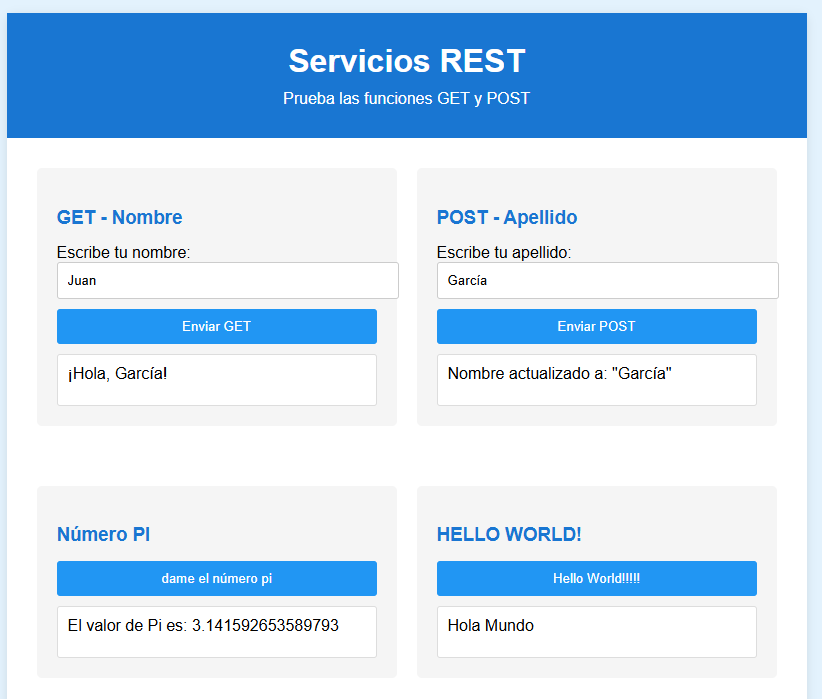 Servicios REST
Prueba las funciones GET y POST
GET - Nombre
Escribe tu nombre:
Juan
Enviar GET
¡Hola, García!
POST - Apellido
Escribe tu apellido:
García
Enviar POST
Nombre actualizado a: "García"
Número PI
dame el número pi
El valor de Pi es: 3.141592653589793
HELLO WORLD!
Hello World!!!!!
Hola Mundo